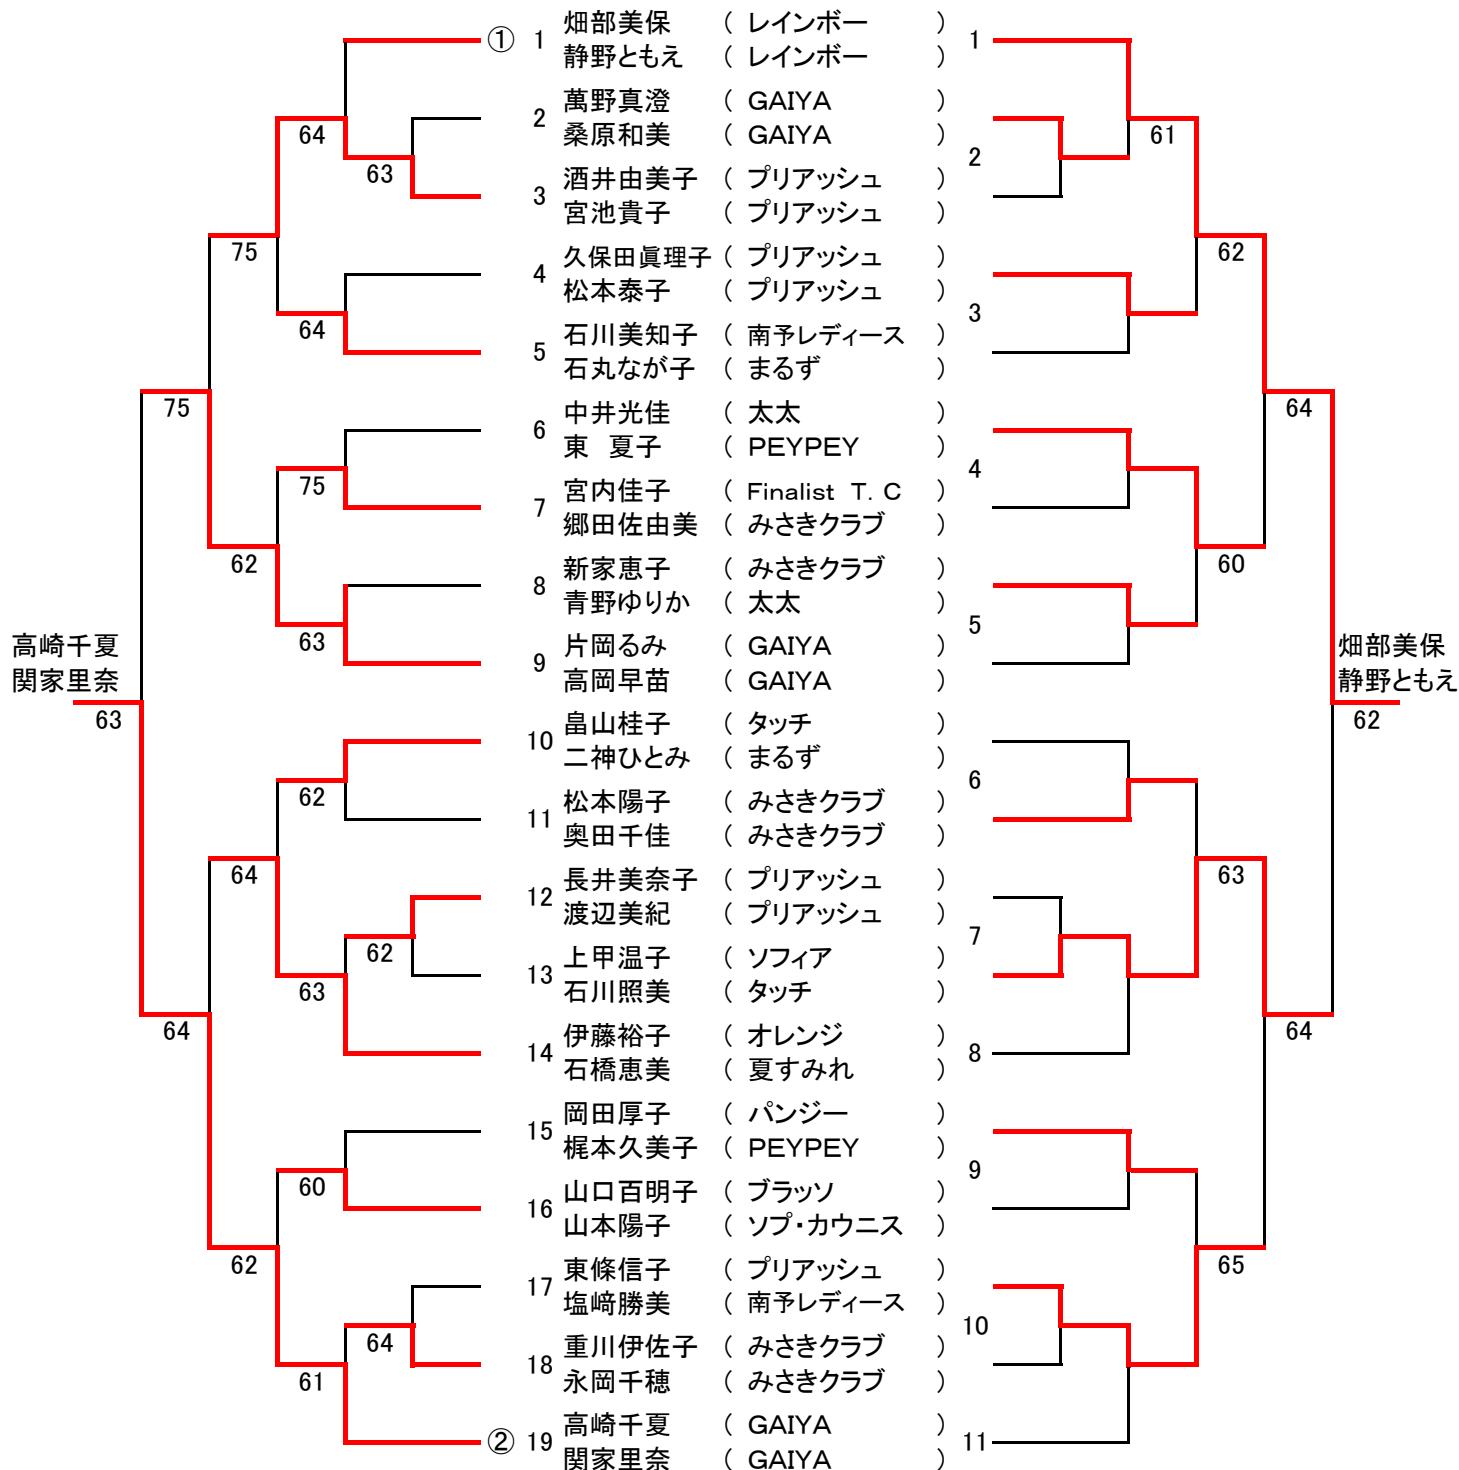 ① 1 畑部美保 ( レインボー ) 1
静野ともえ ( レインボー )
2 萬野真澄 ( GAIYA )
64 61
桑原和美 ( GAIYA )
63 2
3 酒井由美子 ( プリアッシュ )
宮池貴子 ( プリアッシュ )
75 62
4 久保田眞理子 ( プリアッシュ )
松本泰子 ( プリアッシュ )
64 3
5 石川美知子 ( 南予レディース )
石丸なが子 ( まるず )
75 64
6 中井光佳 ( 太太 )
東 夏子 ( PEYPEY )
75 4
7 宮内佳子 ( Finalist T. C )
郷田佐由美 ( みさきクラブ )
62 60
8 新家恵子 ( みさきクラブ )
青野ゆりか ( 太太 )
63 5
高崎千夏 9 片岡るみ ( GAIYA ) 畑部美保
関家里奈 高岡早苗 ( GAIYA ) 静野ともえ
63 62
10 畠山桂子 ( タッチ )
二神ひとみ ( まるず )
62 6
11 松本陽子 ( みさきクラブ )
奥田千佳 ( みさきクラブ )
64 63
12 長井美奈子 ( プリアッシュ )
渡辺美紀 ( プリアッシュ )
62 7
13 上甲温子 ( ソフィア )
63 石川照美 ( タッチ )
64 64
14 伊藤裕子 ( オレンジ ) 8
石橋恵美 ( 夏すみれ )
15 岡田厚子 ( パンジー )
梶本久美子 ( PEYPEY )
60 9
16 山口百明子 ( ブラッソ )
山本陽子 ( ソプ・カウニス )
62 65
17 東條信子 ( プリアッシュ )
塩﨑勝美 ( 南予レディース )
64 10
18 重川伊佐子 ( みさきクラブ )
61 永岡千穂 ( みさきクラブ )
② 19 高崎千夏 ( GAIYA ) 11
関家里奈 ( GAIYA )